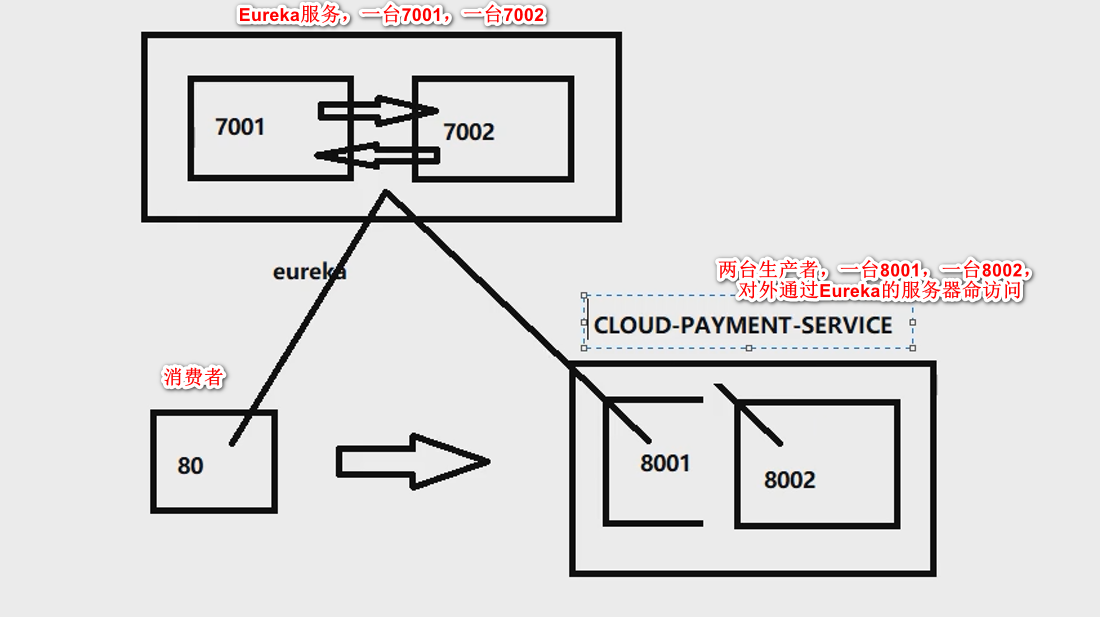 Eureka服务，一台7001，一台7002
7001
7002
eureka
两台生产者，一台8001，一台8002，
对外通过Eureka的服务器命访问
CLOUD-PAYMENT-SERVICE
消费者
80
8001
8002